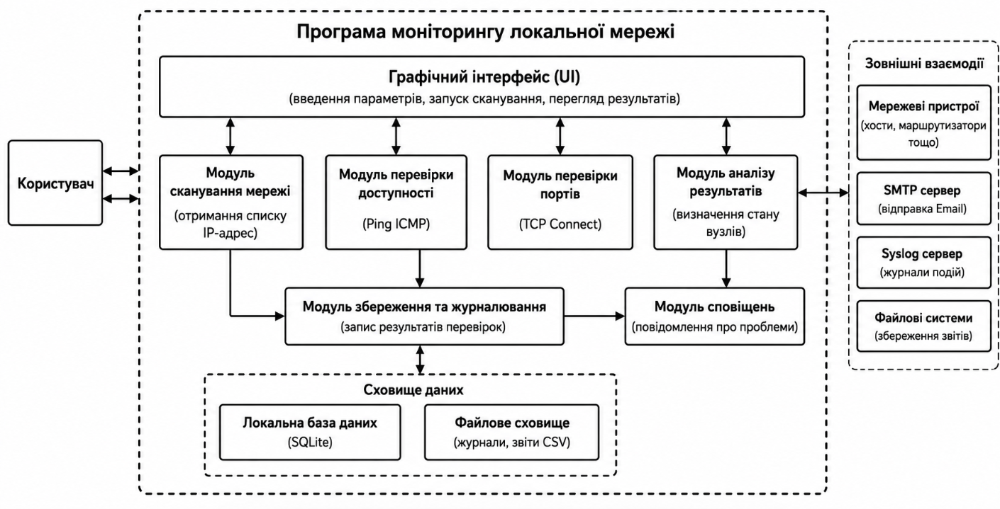 Програма моніторингу локальної мережі
Графічний інтерфейс (UI)
(введення параметрів, запуск сканування, перегляд результатів)
Користувач
Модуль
сканування мережі
(отримання списку
IP-адрес)
Модуль перевірки
доступності
(Ping ICMP)
Модуль перевірки
портів
(TCP Connect)
Модуль аналізу
результатів
(визначення стану
вузлів)
Модуль збереження та журналювання
(запис результатів перевірок)
Модуль сповіщень
(повідомлення про проблеми)
Сховище даних
Локальна база даних
(SQLite)
Файлове сховище
(журнали, звіти CSV)
Зовнішні взаємодії
Мережеві пристрої
(хости, маршрутизатори
тощо)
SMTP сервер
(відправка Email)
Syslog сервер
(журнали подій)
Файлові системи
(збереження звітів)